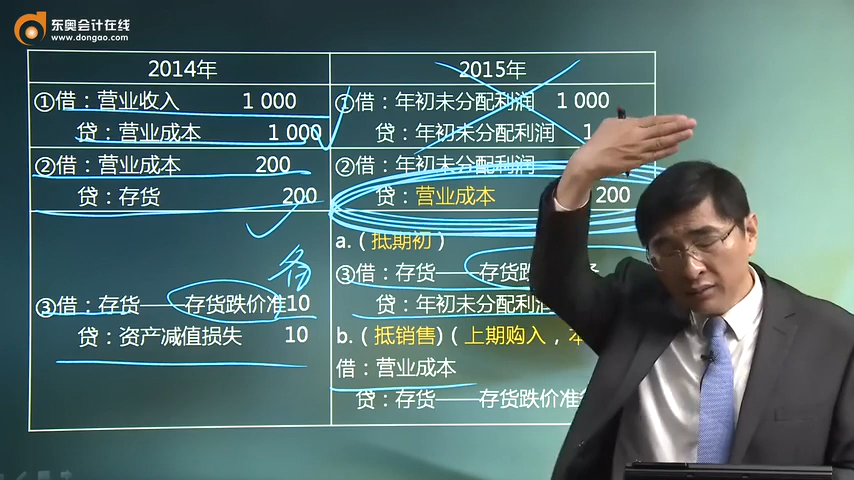 东奥会计在线
www.dongao.com
2014年
2015年
①借：营业收入 1 000
贷：营业成本 1 000
②借：营业成本 200
贷：存货 200
备
③借：存货——存货跌价准10
贷：资产减值损失 10
①借：年初未分配利润 1 000
贷：年初未分配利润 1
②借：年初未分配利润
贷：营业成本 200
a.（抵期初）
③借：存货——存货跌
贷：年初未分配利润
b.（抵销售）（上期购入，本
借：营业成本
贷：存货——存货跌价准